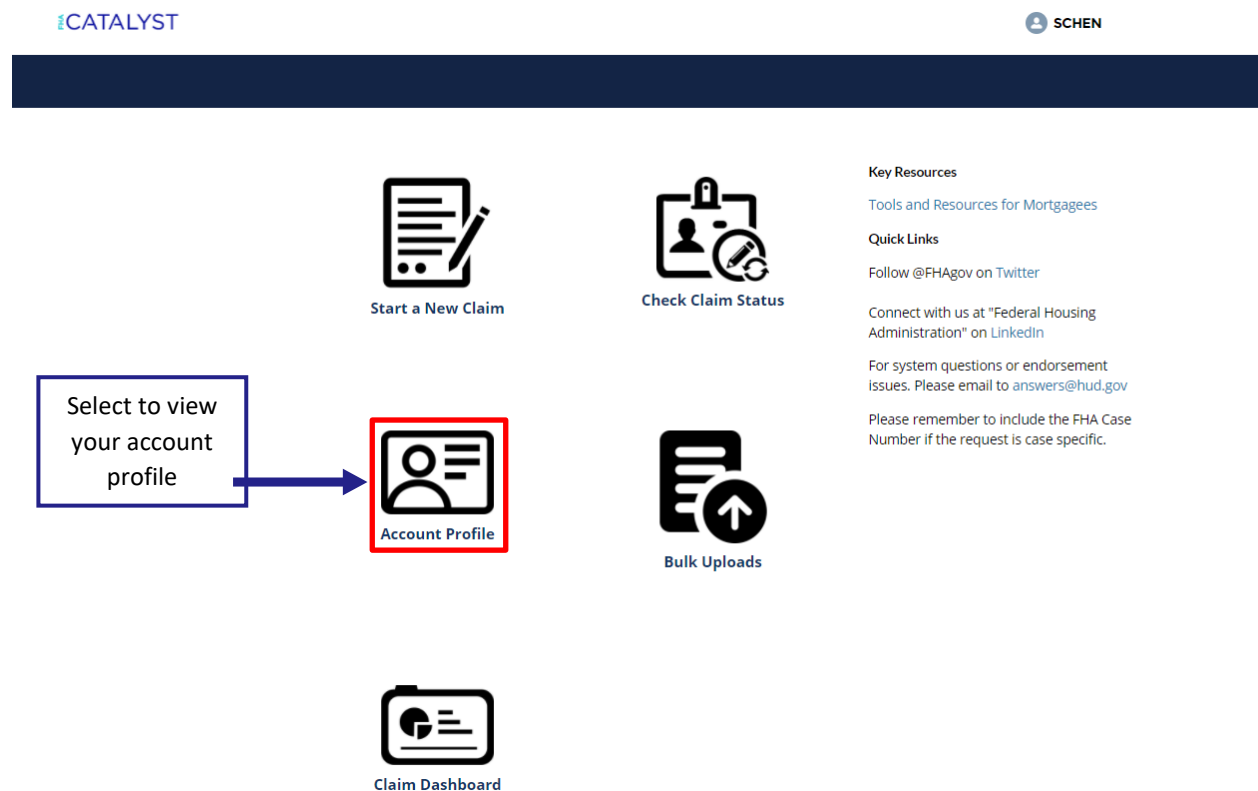 FHA CATALYST
SCHEN
Start a New Claim
Check Claim Status
Key Resources
Tools and Resources for Mortgagees
Quick Links
Follow @FHAgov on Twitter
Connect with us at "Federal Housing
Administration" on LinkedIn
For system questions or endorsement
issues. Please email to answers@hud.gov
Please remember to include the FHA Case
Number if the request is case specific.
Select to view
your account
profile
Account Profile
Bulk Uploads
Claim Dashboard